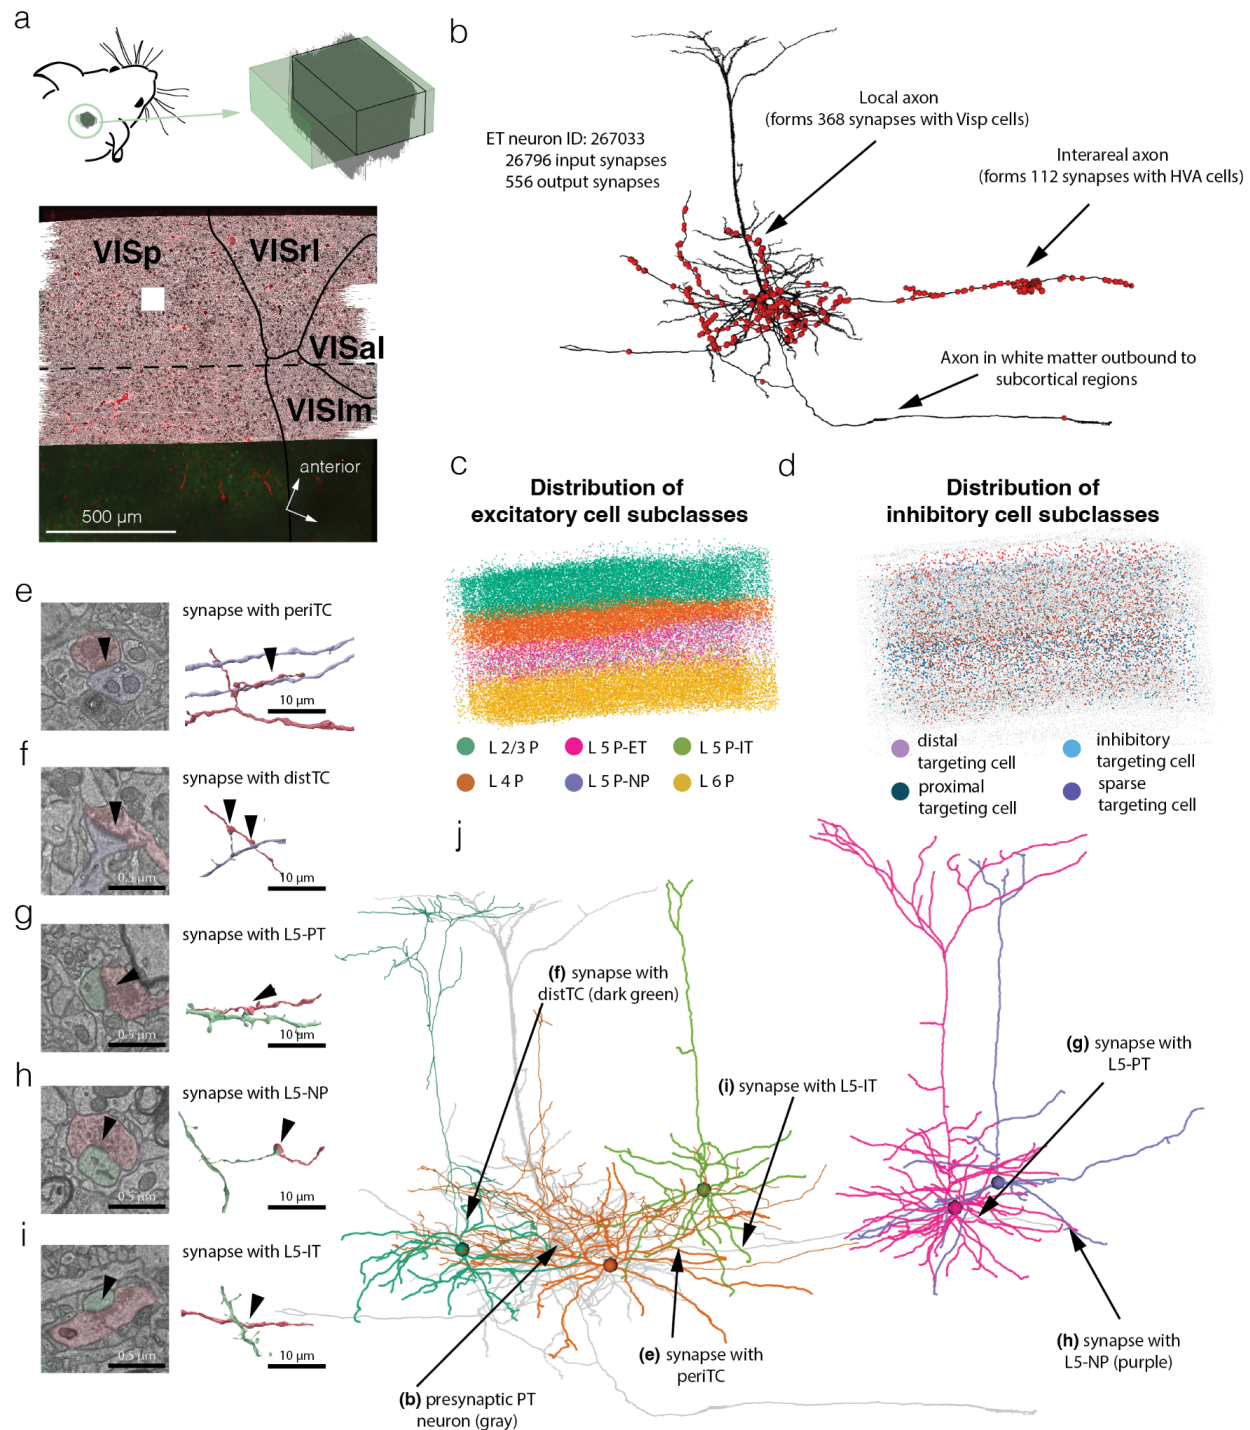 a
VISp
VISrl
VISal
VISlm
anterior
500 µm
b
ET neuron ID: 267033
26796 input synapses
556 output synapses
Local axon
(forms 368 synapses with Visp cells)
Interareal axon
(forms 112 synapses with HVA cells)
Axon in white matter outbound to
subcortical regions
c
Distribution of
excitatory cell subclasses
L 2/3 P
L 5 P-ET
L 5 P-IT
L 4 P
L 5 P-NP
L 6 P
d
Distribution of
inhibitory cell subclasses
distal
targeting cell
inhibitory
targeting cell
proximal
targeting cell
sparse
targeting cell
e
synapse with periTC
10 µm
f
synapse with distTC
0.5 µm
10 µm
g
synapse with L5-PT
0.5 µm
10 µm
h
synapse with L5-NP
0.5 µm
10 µm
i
synapse with L5-IT
0.5 µm
10 µm
j
(f) synapse with
distTC (dark green)
(i) synapse with L5-IT
(g) synapse with
L5-PT
(e) synapse with
periTC
(h) synapse with
L5-NP (purple)
(b) presynaptic PT
neuron (gray)